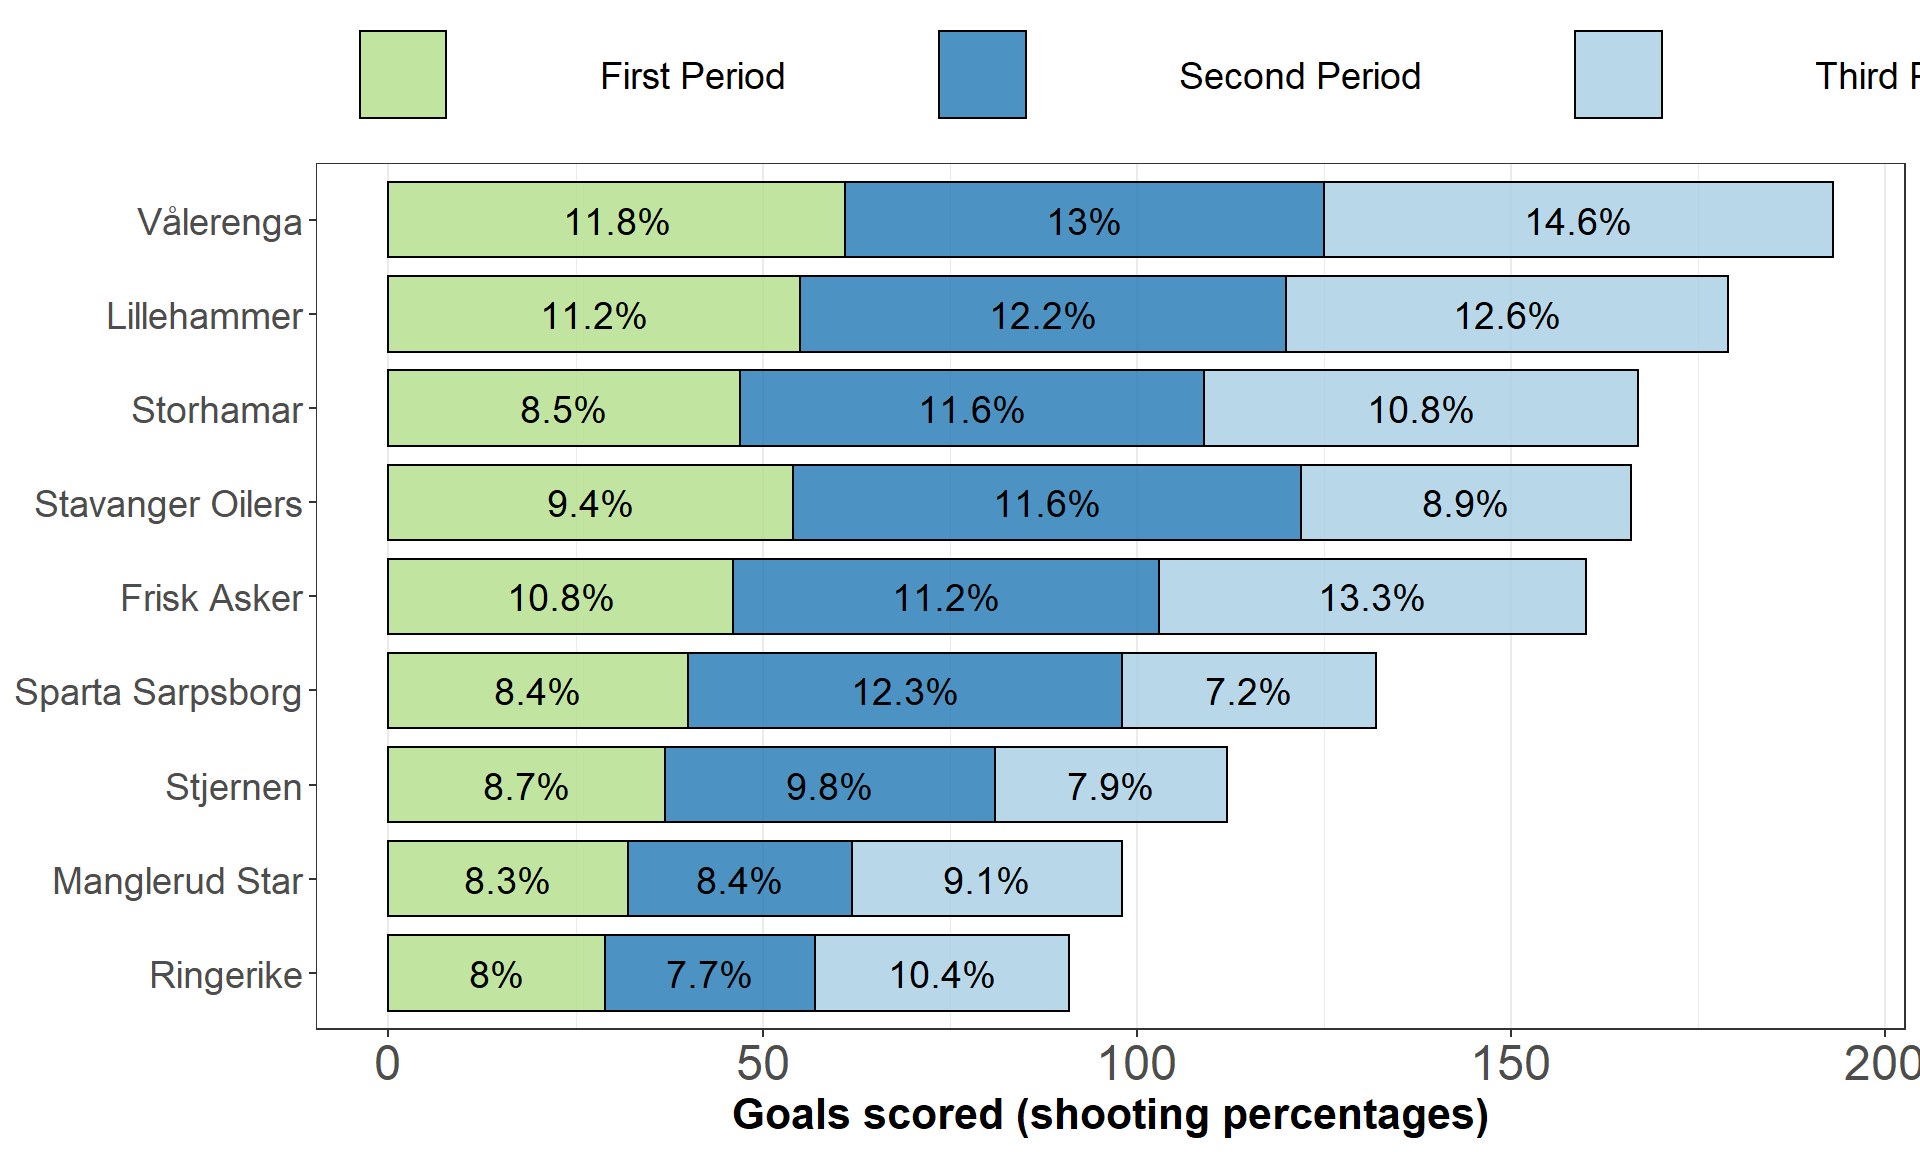 First Period Second Period Third
Vålerenga 11.8% 13% 14.6%
Lillehammer 11.2% 12.2% 12.6%
Storhamar 8.5% 11.6% 10.8%
Stavanger Oilers 9.4% 11.6% 8.9%
Frisk Asker 10.8% 11.2% 13.3%
Sparta Sarpsborg 8.4% 12.3% 7.2%
Stjernen 8.7% 9.8% 7.9%
Manglerud Star 8.3% 8.4% 9.1%
Ringerike 8% 7.7% 10.4%
0 50 100 150 200
Goals scored (shooting percentages)